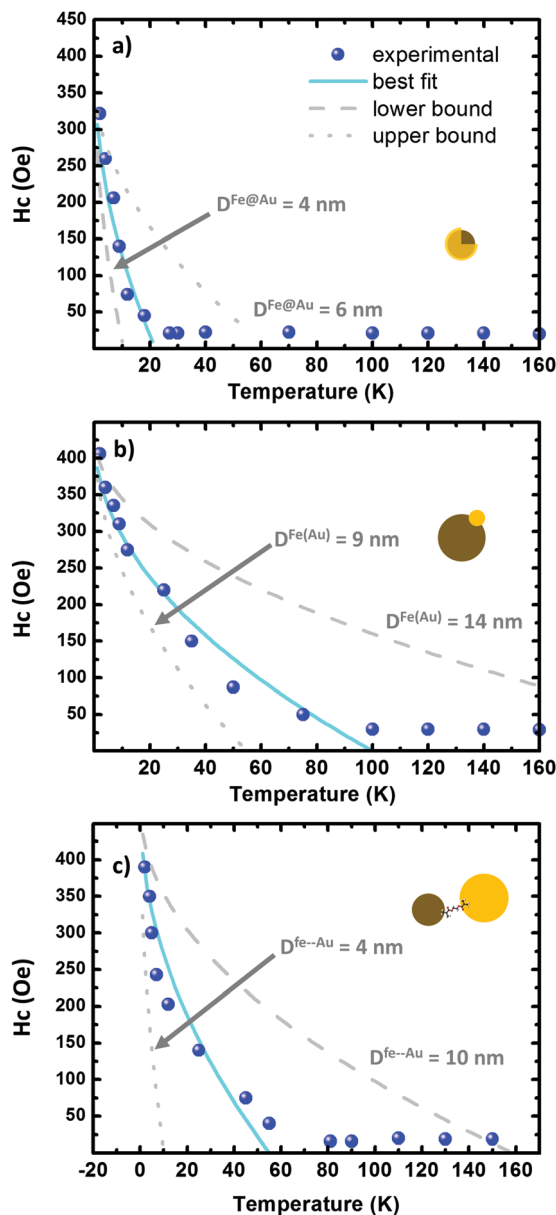 450
a)
400
350
300
250
200
150
100
50
Hc (Oe)
experimental
best fit
lower bound
upper bound
D^Fe@Au = 4 nm
D^Fe@Au = 6 nm
20 40 60 80 100 120 140 160
Temperature (K)
b)
400
350
300
250
200
150
100
50
Hc (Oe)
D^Fe(Au) = 9 nm
D^Fe(Au) = 14 nm
20 40 60 80 100 120 140 160
Temperature (K)
c)
400
350
300
250
200
150
100
50
Hc (Oe)
D^fe--Au = 4 nm
D^fe--Au = 10 nm
-20 0 20 40 60 80 100 120 140 160
Temperature (K)